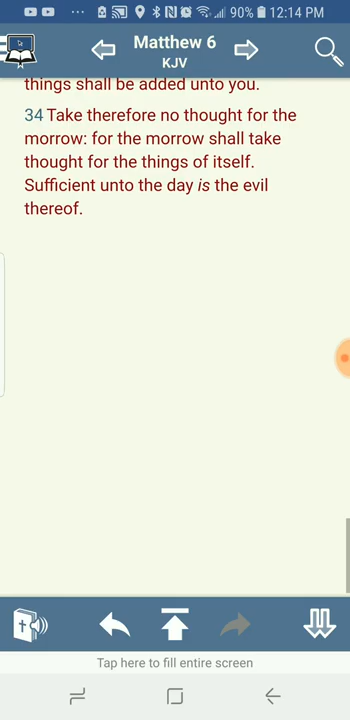 90% 12:14 PM
Matthew 6
KJV
things shall be added unto you.
34 Take therefore no thought for the
morrow: for the morrow shall take
thought for the things of itself.
Sufficient unto the day is the evil
thereof.
Tap here to fill entire screen